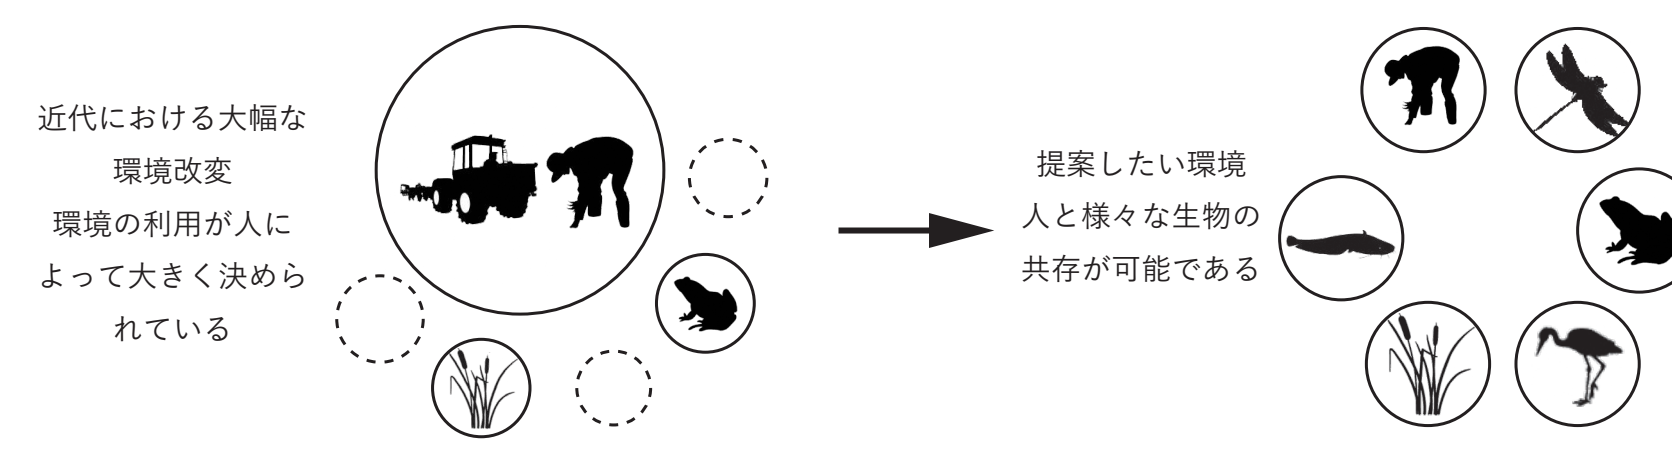 近代における大幅な
環境改変
環境の利用が人に
よって大きく決めら
れている
提案したい環境
人と様々な生物の
共存が可能である